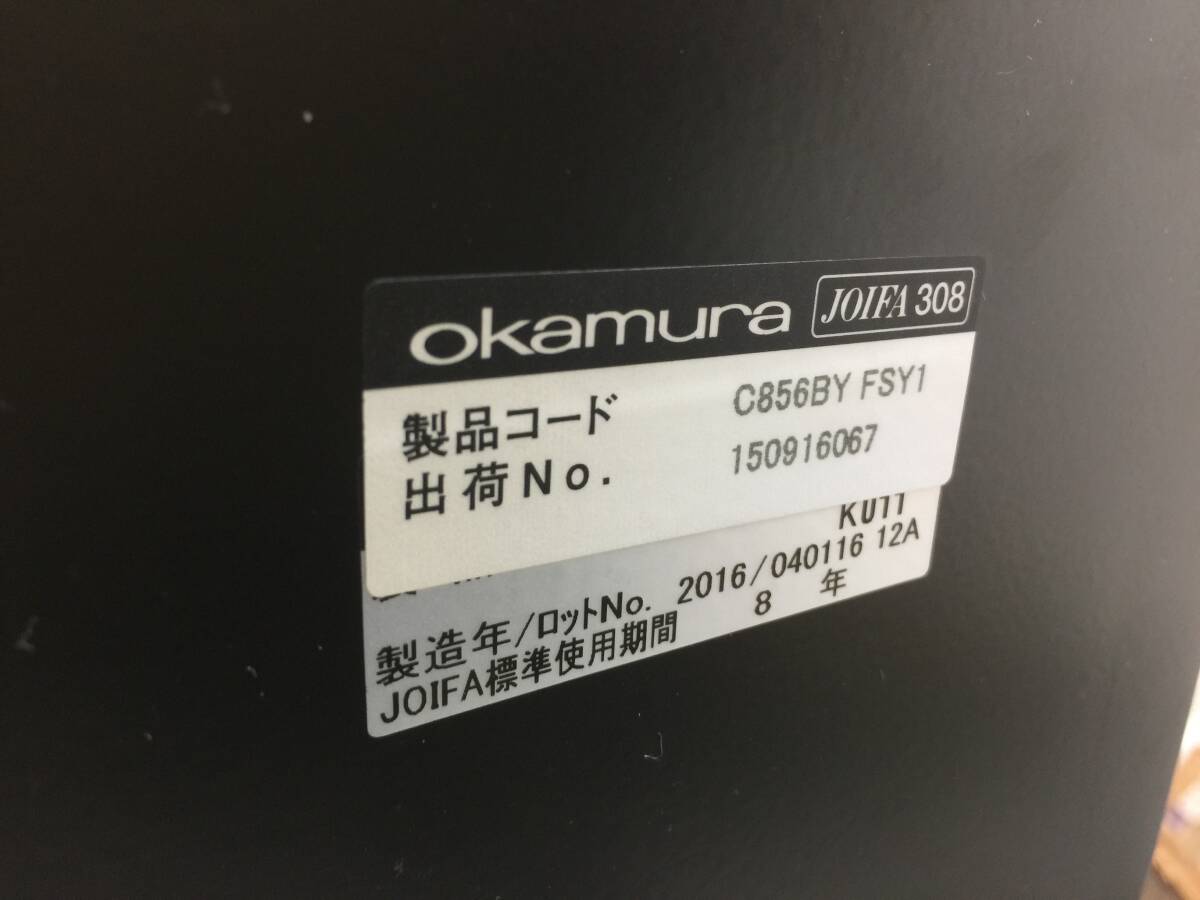 okamura JOIFA 308
製品コード C856BY FSY1
出荷No. 150916067
KU11
製造年/ロットNo. 2016/040116 12A
JOIFA標準使用期間 8 年